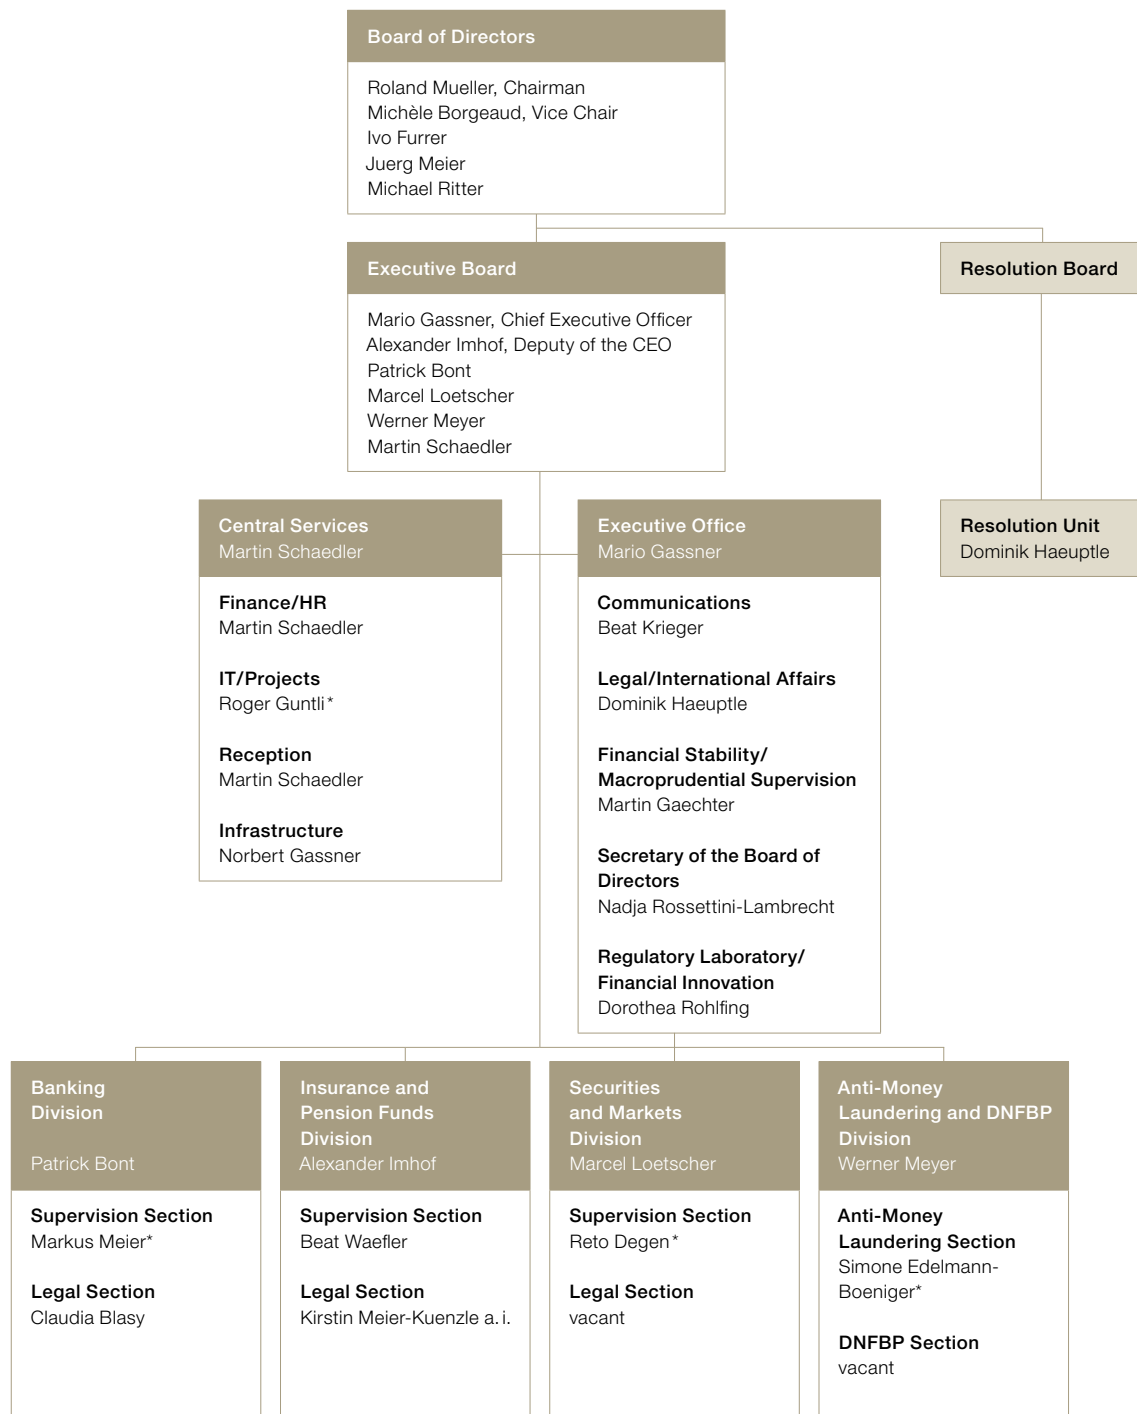 Board of Directors
Roland Mueller, Chairman
Michèle Borgeaud, Vice Chair
Ivo Furrer
Juerg Meier
Michael Ritter
Executive Board
Mario Gassner, Chief Executive Officer
Alexander Imhof, Deputy of the CEO
Patrick Bont
Marcel Loetscher
Werner Meyer
Martin Schaedler
Resolution Board
Resolution Unit
Dominik Haeuptle
Central Services
Martin Schaedler
Finance/HR
Martin Schaedler
IT/Projects
Roger Guntli*
Reception
Martin Schaedler
Infrastructure
Norbert Gassner
Executive Office
Mario Gassner
Communications
Beat Krieger
Legal/International Affairs
Dominik Haeuptle
Financial Stability/
Macroprudential Supervision
Martin Gaechter
Secretary of the Board of
Directors
Nadja Rossettini-Lambrecht
Regulatory Laboratory/
Financial Innovation
Dorothea Rohlfing
Banking
Division
Patrick Bont
Supervision Section
Markus Meier*
Legal Section
Claudia Blasy
Insurance and
Pension Funds
Division
Alexander Imhof
Supervision Section
Beat Waefler
Legal Section
Kirstin Meier-Kuenzle a.i.
Securities
and Markets
Division
Marcel Loetscher
Supervision Section
Reto Degen*
Legal Section
vacant
Anti-Money
Laundering and DNFBP
Division
Werner Meyer
Anti-Money
Laundering Section
Simone Edelmann-
Boeniger*
DNFBP Section
vacant